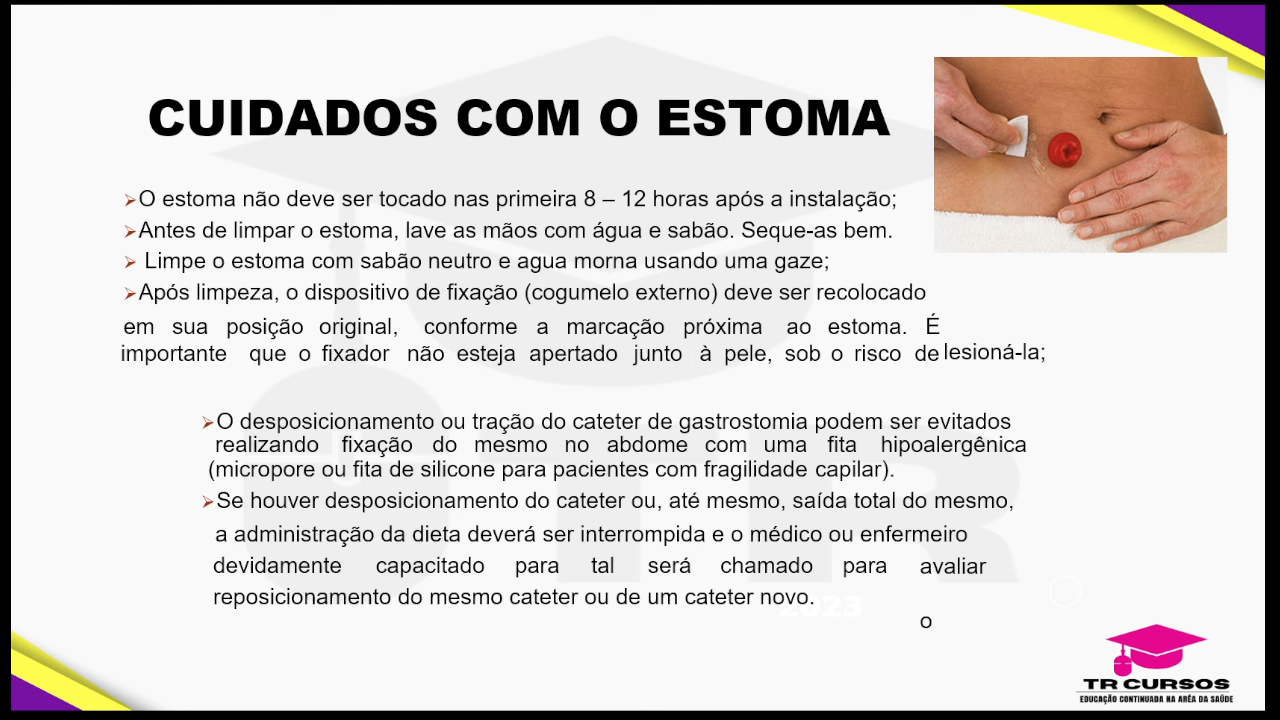 CUIDADOS COM O ESTOMA
➢O estoma não deve ser tocado nas primeira 8 – 12 horas após a instalação;
➢Antes de limpar o estoma, lave as mãos com água e sabão. Seque-as bem.
➢ Limpe o estoma com sabão neutro e agua morna usando uma gaze;
➢Após limpeza, o dispositivo de fixação (cogumelo externo) deve ser recolocado
em sua posição original, conforme a marcação próxima ao estoma. É
importante que o fixador não esteja apertado junto à pele, sob o risco de lesioná-la;
➢O desposicionamento ou tração do cateter de gastrostomia podem ser evitados
realizando fixação do mesmo no abdome com uma fita hipoalergênica
(micropore ou fita de silicone para pacientes com fragilidade capilar).
➢Se houver desposicionamento do cateter ou, até mesmo, saída total do mesmo,
a administração da dieta deverá ser interrompida e o médico ou enfermeiro
devidamente capacitado para tal será chamado para avaliar
reposicionamento do mesmo cateter ou de um cateter novo.
o
2023
TR
TR CURSOS
EDUCAÇÃO CONTINUADA NA ARÊA DA SAÚDE